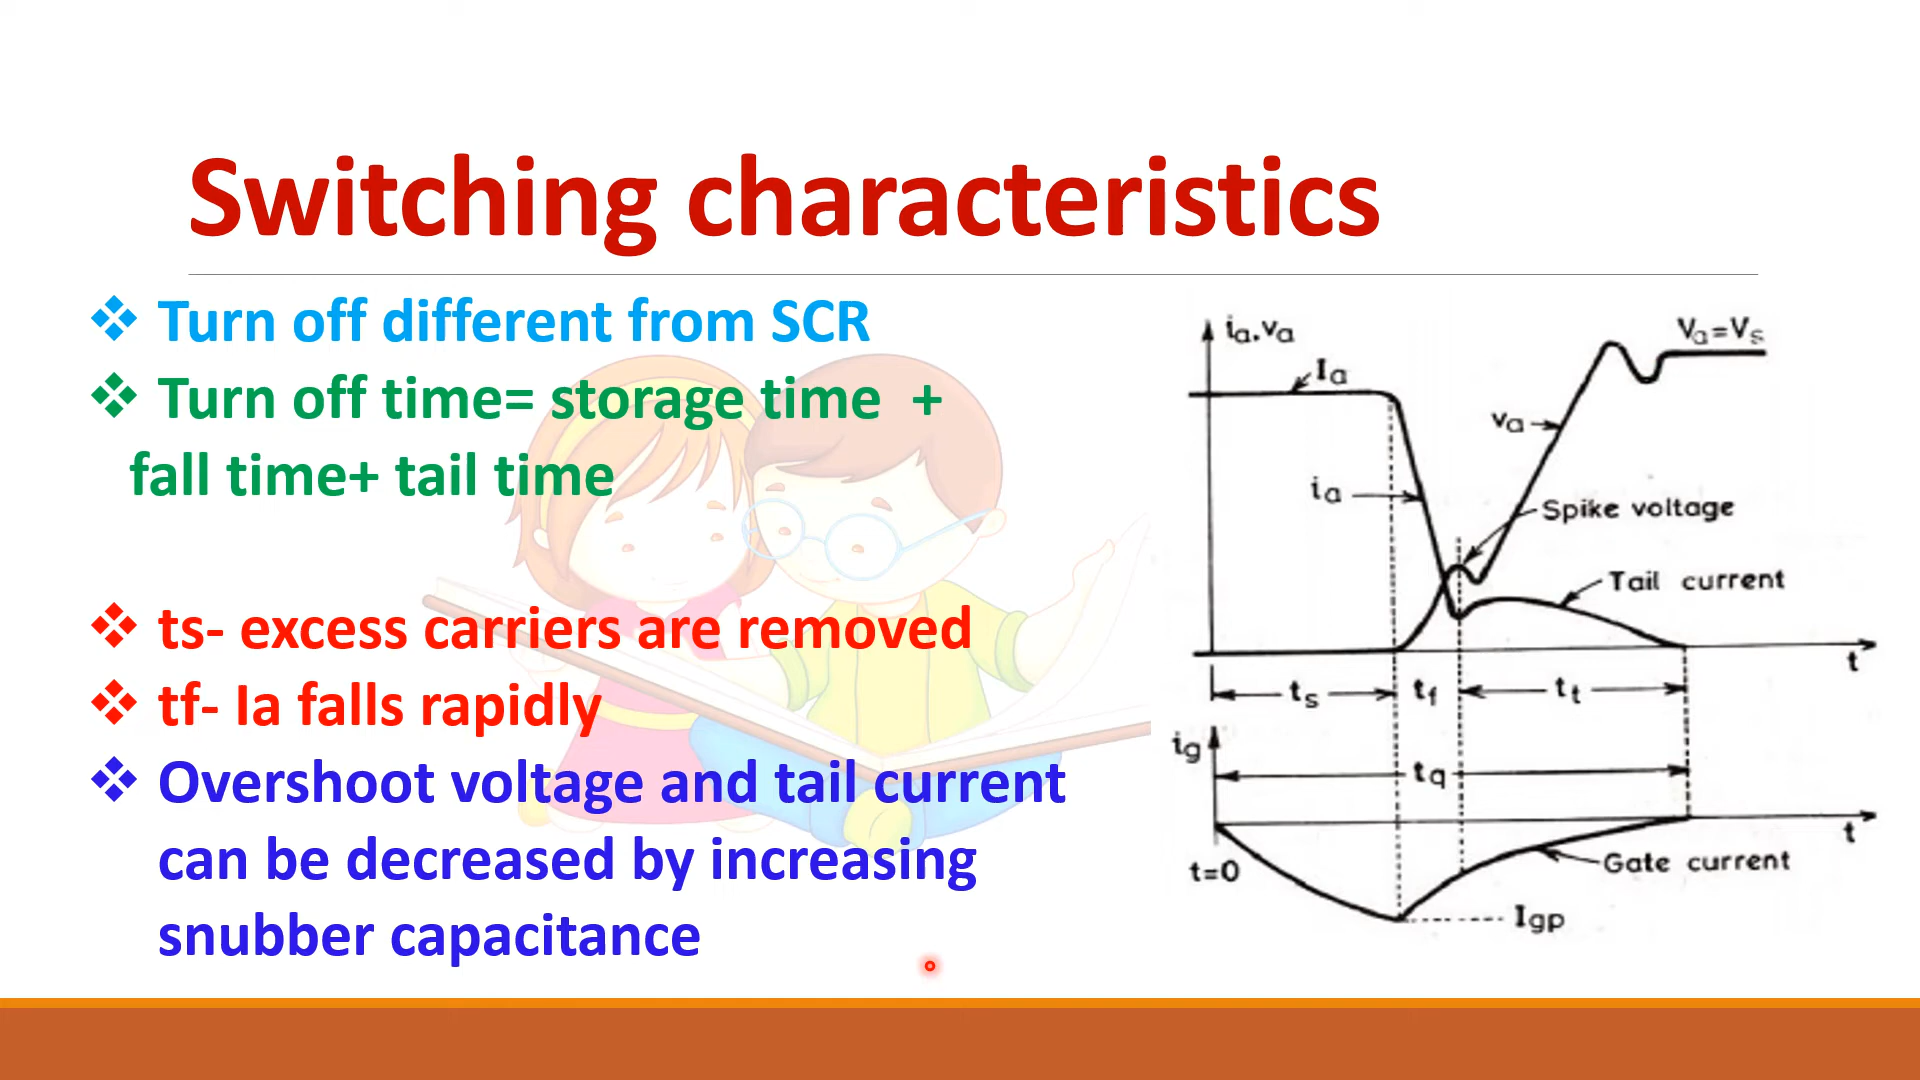 Switching characteristics
❖ Turn off different from SCR
❖ Turn off time= storage time +
fall time+ tail time
❖ ts- excess carriers are removed
❖ tf- Ia falls rapidly
❖ Overshoot voltage and tail current
can be decreased by increasing
snubber capacitance
ia.va
Ia
Va=Vs
va
ia
Spike voltage
Tail current
t
ts
tf
tt
ig
tq
t
t=0
Gate current
Igp